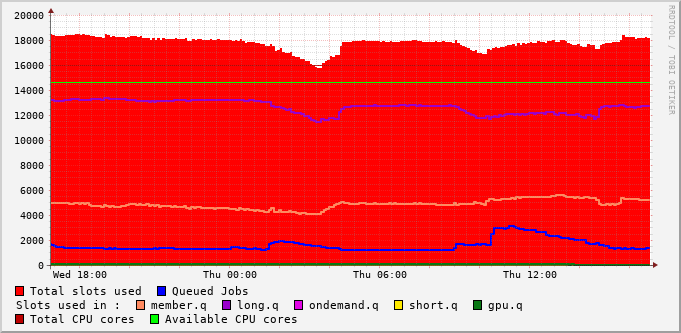 RRDTOOL / TOBI OETIKER
20000
18000
16000
14000
12000
10000
8000
6000
4000
2000
0
Wed 18:00 Thu 00:00 Thu 06:00 Thu 12:00
Total slots used Queued Jobs
Slots used in : member.q long.q ondemand.q short.q gpu.q
Total CPU cores Available CPU cores